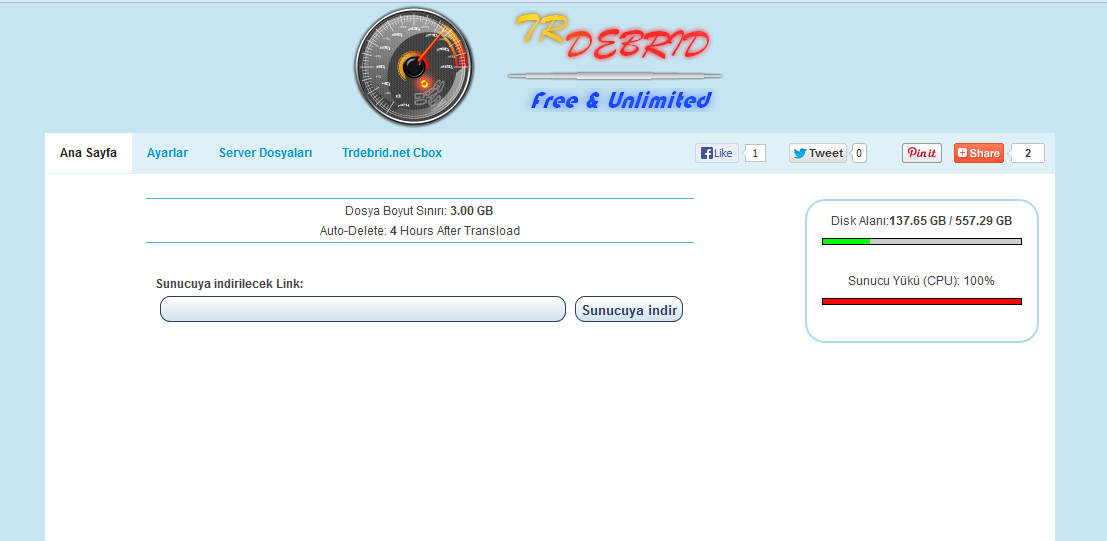 TR DEBRID
Free & Unlimited
Ana Sayfa Ayarlar Server Dosyaları Trdebrid.net Cbox Like 1 Tweet 0 Pin it Share 2
Dosya Boyut Sınırı: 3.00 GB
Auto-Delete: 4 Hours After Transload
Sunucuya indirilecek Link:
Sunucuya indir
Disk Alanı:137.65 GB / 557.29 GB
Sunucu Yükü (CPU): 100%